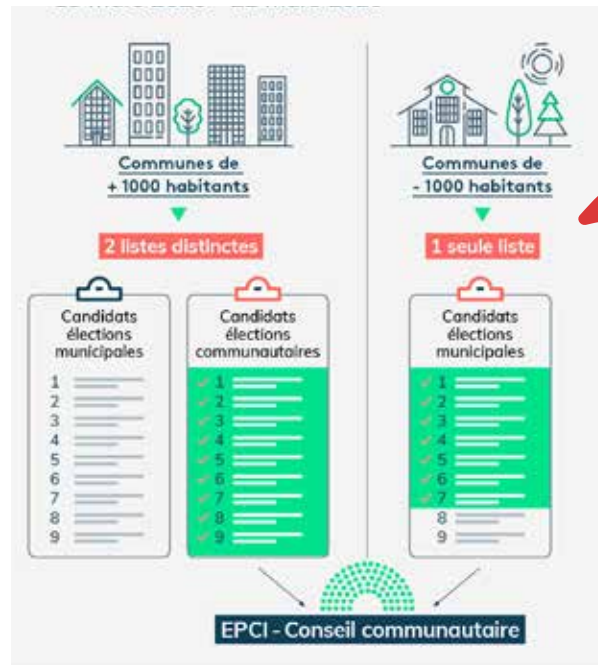 Communes de
+ 1000 habitants
2 listes distinctes
Candidats
élections
municipales
1
2
3
4
5
6
7
8
9
Candidats
élections
communautaires
1
2
3
4
5
6
7
8
9
Communes de
- 1000 habitants
1 seule liste
Candidats
élections
municipales
1
2
3
4
5
6
7
8
9
EPCI - Conseil communautaire